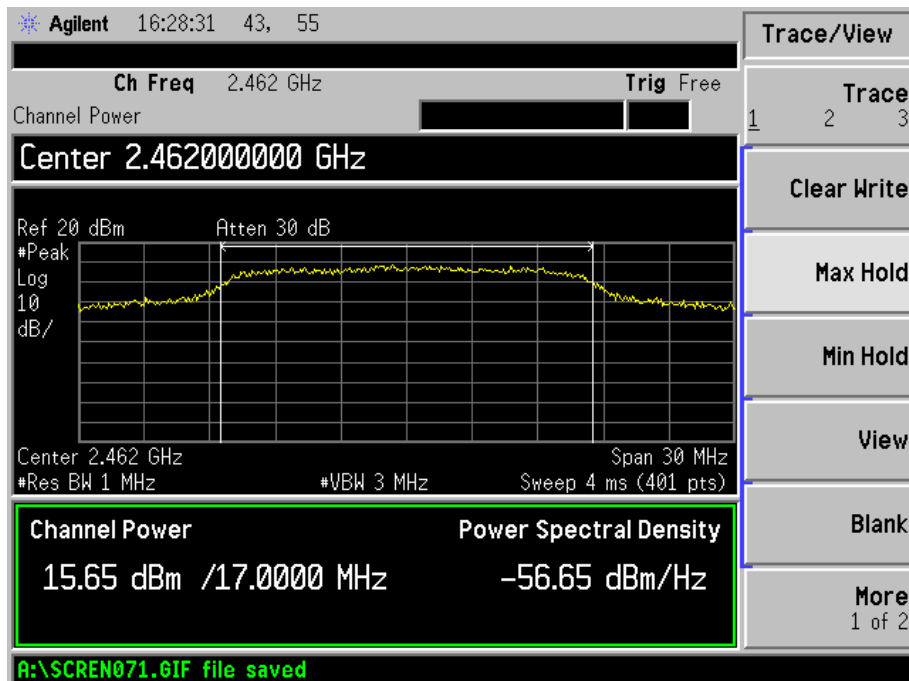 Agilent 16:28:31 43, 55
Ch Freq 2.462 GHz Trig Free
Channel Power
Center 2.462000000 GHz
Ref 20 dBm Atten 30 dB
#Peak
Log
10
dB/
Center 2.462 GHz Span 30 MHz
#Res BW 1 MHz #VBW 3 MHz Sweep 4 ms (401 pts)
Channel Power Power Spectral Density
15.65 dBm /17.0000 MHz -56.65 dBm/Hz
A:\SCREN071.GIF file saved
Trace/View
Trace
1 2 3
Clear Write
Max Hold
Min Hold
View
Blank
More
1 of 2